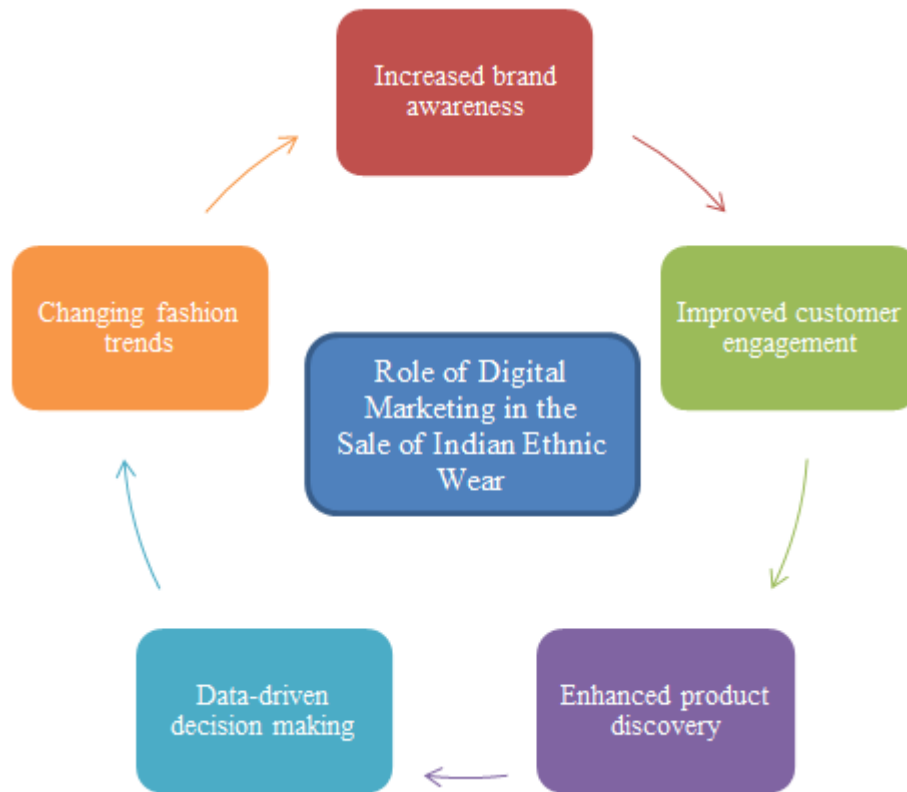 Increased brand
awareness
Improved customer
engagement
Enhanced product
discovery
Data-driven
decision making
Changing fashion
trends
Role of Digital
Marketing in the
Sale of Indian Ethnic
Wear